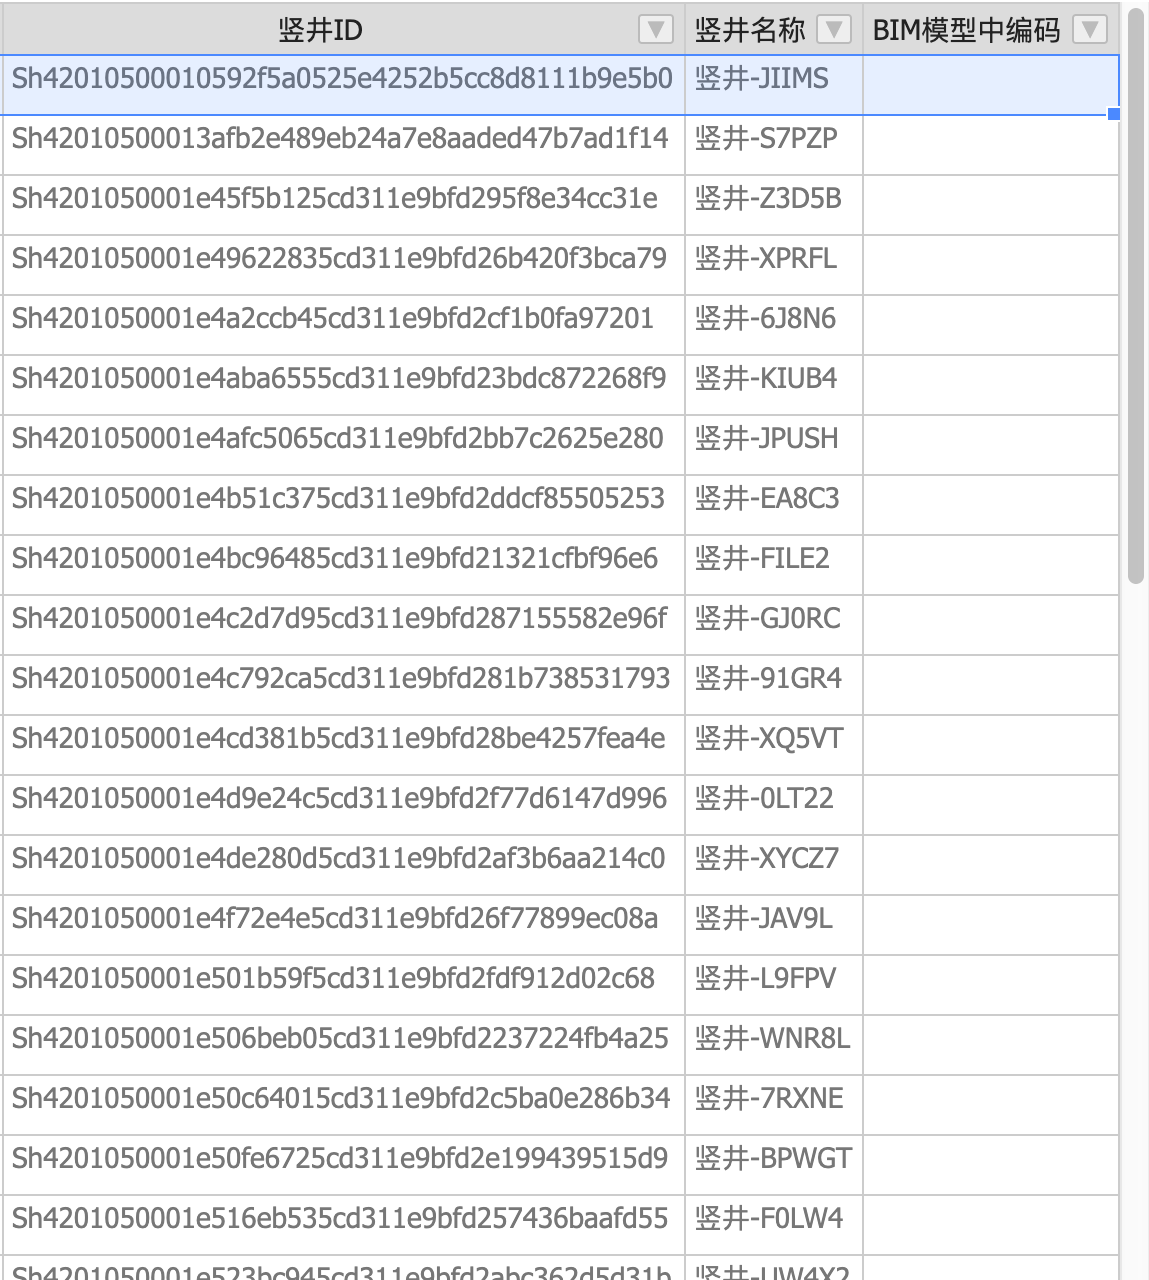 竖井ID 竖井名称 BIM模型中编码
Sh42010500010592f5a0525e4252b5cc8d8111b9e5b0 竖井-JIIMS
Sh42010500013afb2e489eb24a7e8aaded47b7ad1f14 竖井-S7PZP
Sh4201050001e45f5b125cd311e9bfd295f8e34cc31e 竖井-Z3D5B
Sh4201050001e49622835cd311e9bfd26b420f3bca79 竖井-XPRFL
Sh4201050001e4a2ccb45cd311e9bfd2cf1b0fa97201 竖井-6J8N6
Sh4201050001e4aba6555cd311e9bfd23bdc872268f9 竖井-KIUB4
Sh4201050001e4afc5065cd311e9bfd2bb7c2625e280 竖井-JPUSH
Sh4201050001e4b51c375cd311e9bfd2ddcf85505253 竖井-EA8C3
Sh4201050001e4bc96485cd311e9bfd21321cfbf96e6 竖井-FILE2
Sh4201050001e4c2d7d95cd311e9bfd287155582e96f 竖井-GJ0RC
Sh4201050001e4c792ca5cd311e9bfd281b738531793 竖井-91GR4
Sh4201050001e4cd381b5cd311e9bfd28be4257fea4e 竖井-XQ5VT
Sh4201050001e4d9e24c5cd311e9bfd2f77d6147d996 竖井-0LT22
Sh4201050001e4de280d5cd311e9bfd2af3b6aa214c0 竖井-XYCZ7
Sh4201050001e4f72e4e5cd311e9bfd26f77899ec08a 竖井-JAV9L
Sh4201050001e501b59f5cd311e9bfd2fdf912d02c68 竖井-L9FPV
Sh4201050001e506beb05cd311e9bfd2237224fb4a25 竖井-WNR8L
Sh4201050001e50c64015cd311e9bfd2c5ba0e286b34 竖井-7RXNE
Sh4201050001e50fe6725cd311e9bfd2e199439515d9 竖井-BPWGT
Sh4201050001e516eb535cd311e9bfd257436baafd55 竖井-F0LW4
Sh4201050001e523bc945cd311e9bfd2abc362d5d31b 竖井-UW4X2